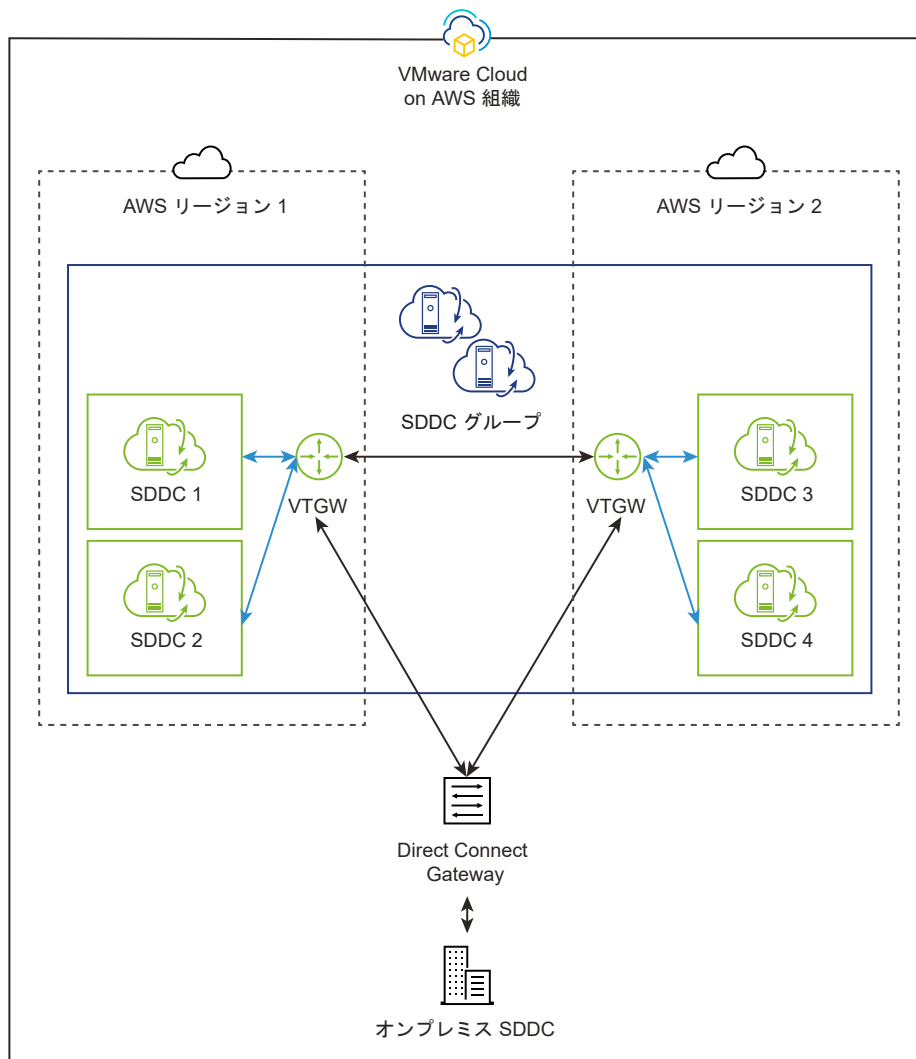 VMware Cloud
on AWS 組織
AWS リージョン 1
AWS リージョン 2
SDDC グループ
SDDC 1
VTGW
VTGW
SDDC 3
SDDC 2
SDDC 4
Direct Connect
Gateway
オンプレミス SDDC